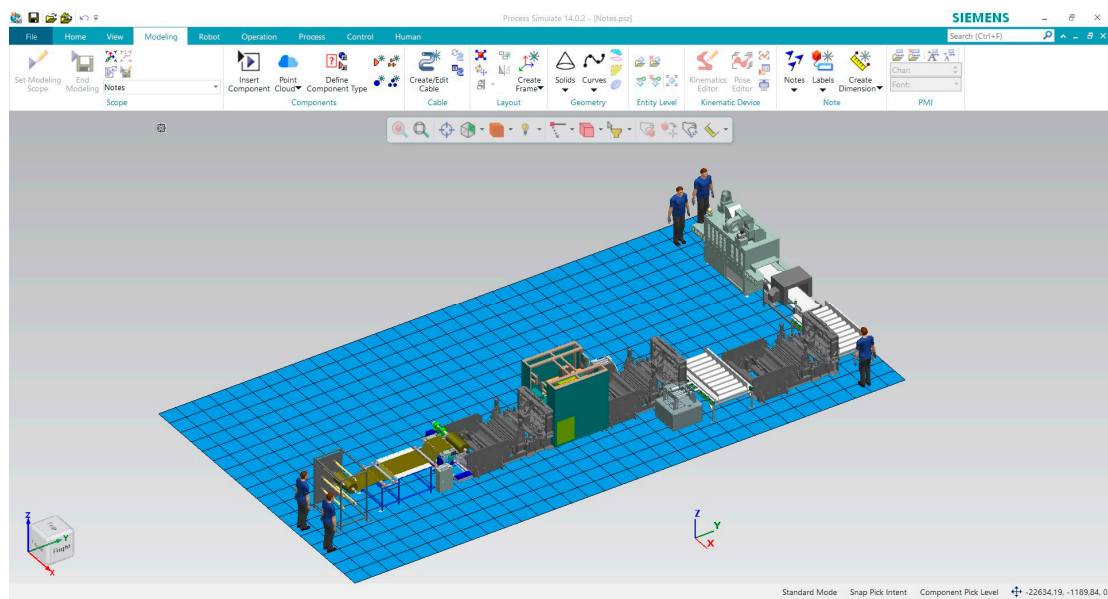 Process Simulate 14.0.2 - [Notes.psz]
SIEMENS
File Home View Modeling Robot Operation Process Control Human
Search (Ctrl+F)
Set Modeling Scope
End Modeling
Notes
Scope
Insert Component
Point Cloud
Define Component Type
Components
Create/Edit Cable
Cable
Create Frame
Layout
Solids
Curves
Geometry
Entity Level
Kinematics Editor
Pose Editor
Kinematic Device
Notes
Labels
Create Dimension
Note
Char:
Font:
PMI
Z
Y
X
Right
Z
Y
X
Standard Mode Snap Pick Intent Component Pick Level -22634,19, -1189,84, 0